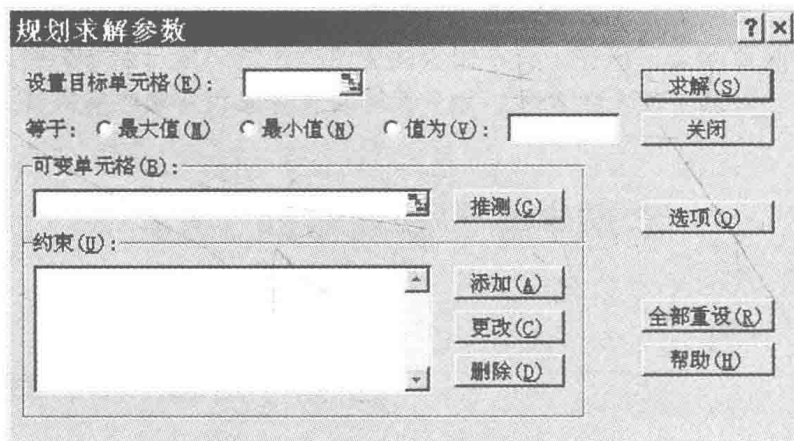 规划求解参数
设置目标单元格(E): 求解(S)
等于: 最大值(M) 最小值(N) 值为(V): 关闭
可变单元格(B):
推测(G) 选项(O)
约束(U):
添加(A)
更改(C) 全部重设(R)
删除(D) 帮助(H)